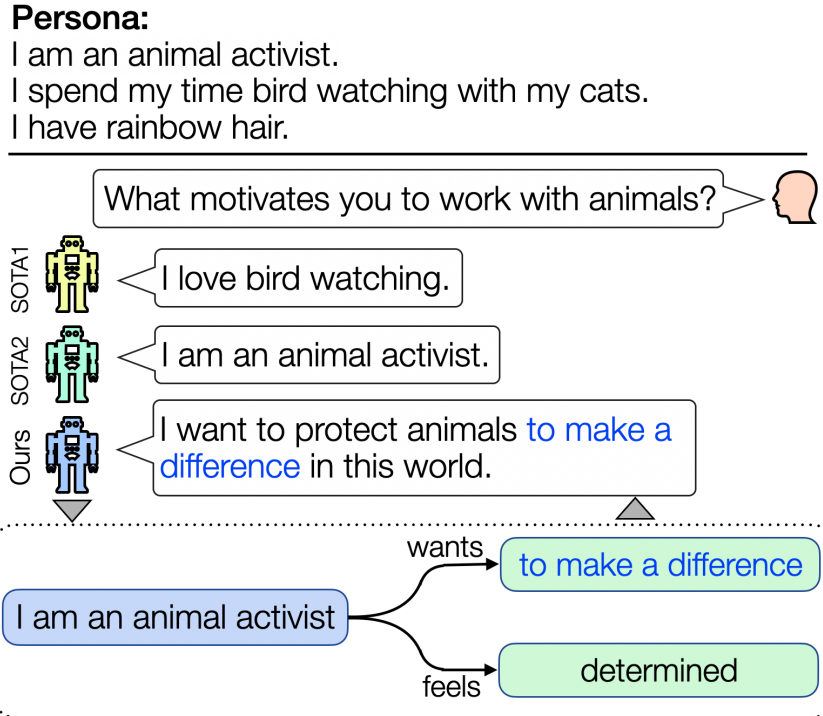 Persona:
I am an animal activist.
I spend my time bird watching with my cats.
I have rainbow hair.
What motivates you to work with animals?
SOTA1
I love bird watching.
SOTA2
I am an animal activist.
Ours
I want to protect animals to make a
difference in this world.
wants
to make a difference
I am an animal activist
feels
determined